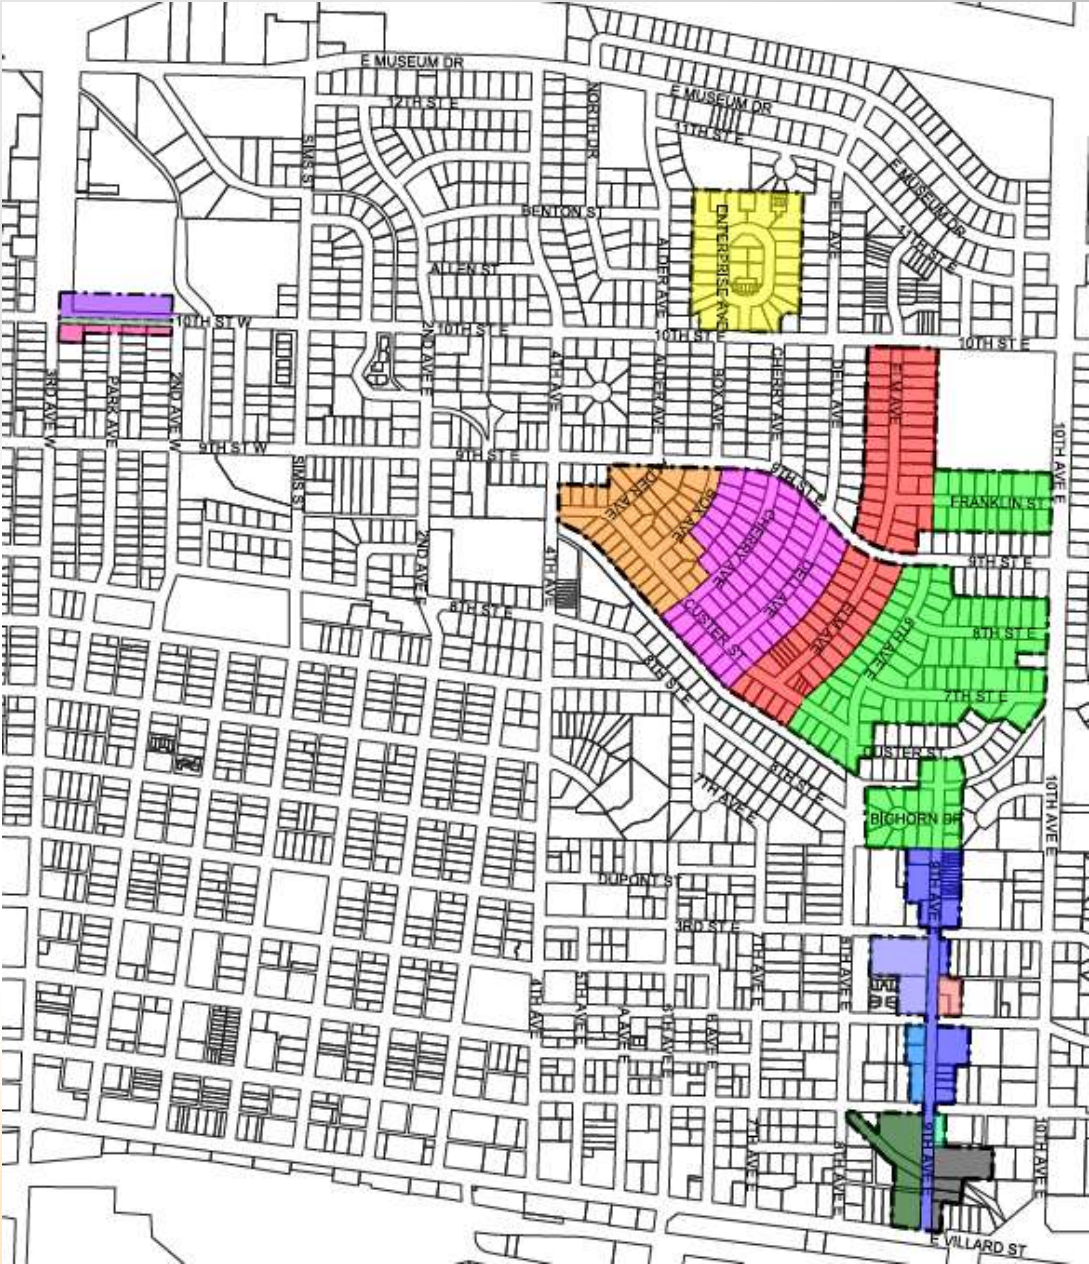 E MUSEUM DR
12TH ST E
E MUSEUM DR
11TH ST E
SIMS ST
E MUSEUM DR
BENTON ST
DELL AVE
ENTERPRISE AVE
11TH ST E
ALDER AVE
ALLEN ST
10TH ST W
2ND AVE E
10TH ST E
10TH ST E
10TH ST E
4TH AVE
ALDER AVE
BOX AVE
CHERRY AVE
DELL AVE
ELM AVE
3RD AVE W
PARK AVE
2ND AVE W
10TH AVE E
9TH ST W
9TH ST E
9TH ST E
SIMS ST
FRANKLIN ST
BOX AVE
CHERRY AVE
2ND AVE E
4TH AVE
9TH ST E
DELL AVE
8TH ST E
CUSTER ST
ELM AVE
8TH AVE E
8TH ST E
8TH ST E
7TH ST E
CUSTER ST
8TH ST E
7TH AVE E
10TH AVE E
BIGHORN DR
DUPONT ST
9TH AVE
3RD ST E
7TH AVE E
8TH AVE E
4TH AVE
5TH AVE
A AVE
6TH AVE
7TH AVE E
8TH AVE E
9TH AVE E
10TH AVE E
E VILLARD ST